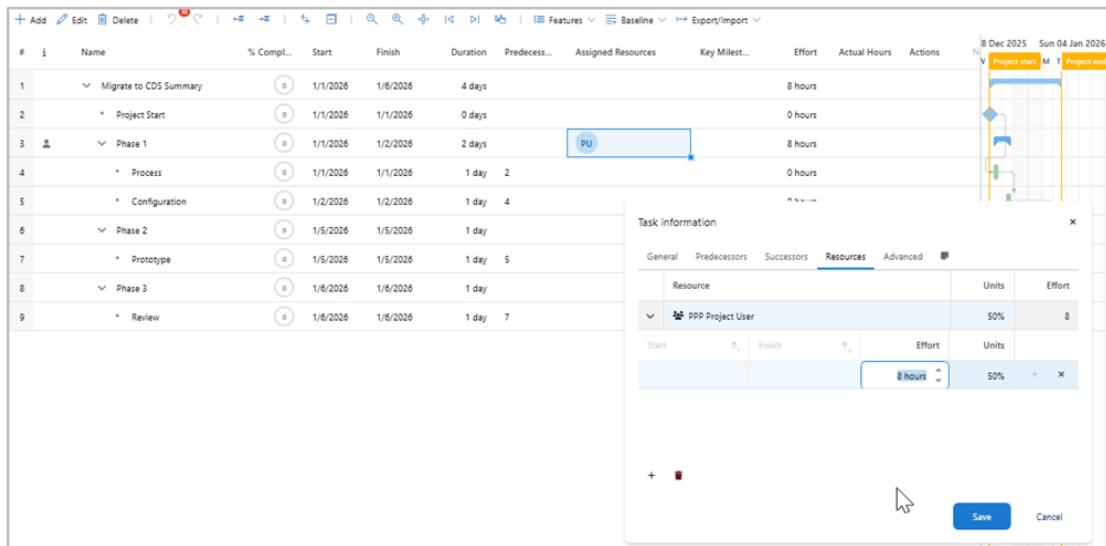 Add Edit Delete Features Baseline Export/Import
# i Name % Compl... Start Finish Duration Predecess... Assigned Resources Key Milest... Effort Actual Hours Actions
8 Dec 2025 Sun 04 Jan 2026
Project start M T Project end
1 Migrate to CDS Summary 0 1/1/2026 1/6/2026 4 days 8 hours
2 Project Start 0 1/1/2026 1/1/2026 0 days 0 hours
3 Phase 1 0 1/1/2026 1/2/2026 2 days PU 8 hours
4 Process 0 1/1/2026 1/1/2026 1 day 2 0 hours
5 Configuration 0 1/2/2026 1/2/2026 1 day 4
6 Phase 2 0 1/5/2026 1/5/2026 1 day
7 Prototype 0 1/5/2026 1/5/2026 1 day 5
8 Phase 3 0 1/6/2026 1/6/2026 1 day
9 Review 0 1/6/2026 1/6/2026 1 day 7
Task information
General Predecessors Successors Resources Advanced
Resource Units Effort
PPP Project User 50% 8
Start Finish Effort Units
8 hours 50%
Save Cancel